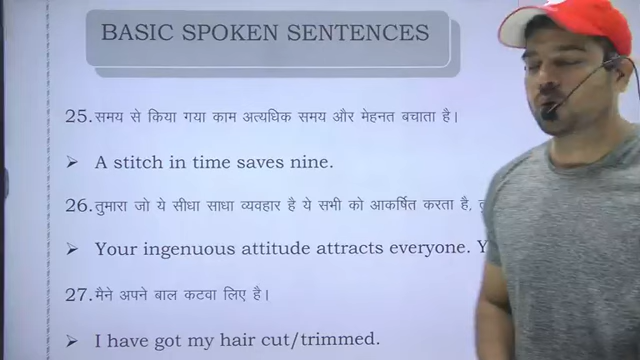 BASIC SPOKEN SENTENCES
25. समय से किया गया काम अत्यधिक समय और मेहनत बचाता है।
➢ A stitch in time saves nine.
26. तुमारा जो ये सीधा साधा व्यवहार है ये सभी को आकर्षित करता है,
➢ Your ingenuous attitude attracts everyone.
27. मैने अपने बाल कटवा लिए है।
➢ I have got my hair cut/trimmed.